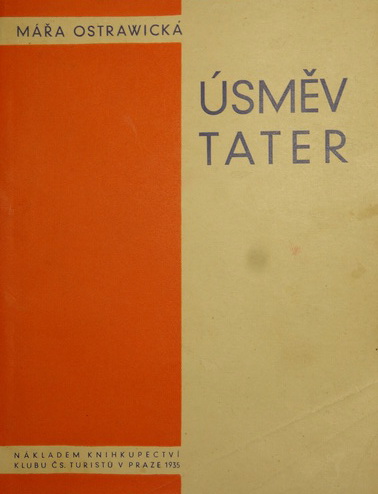 MÁŘA OSTRAWICKÁ
ÚSMĚV
TATER
NÁKLADEM KNIHKUPECTVÍ
KLUBU ČS. TURISTŮ V PRAZE 1935